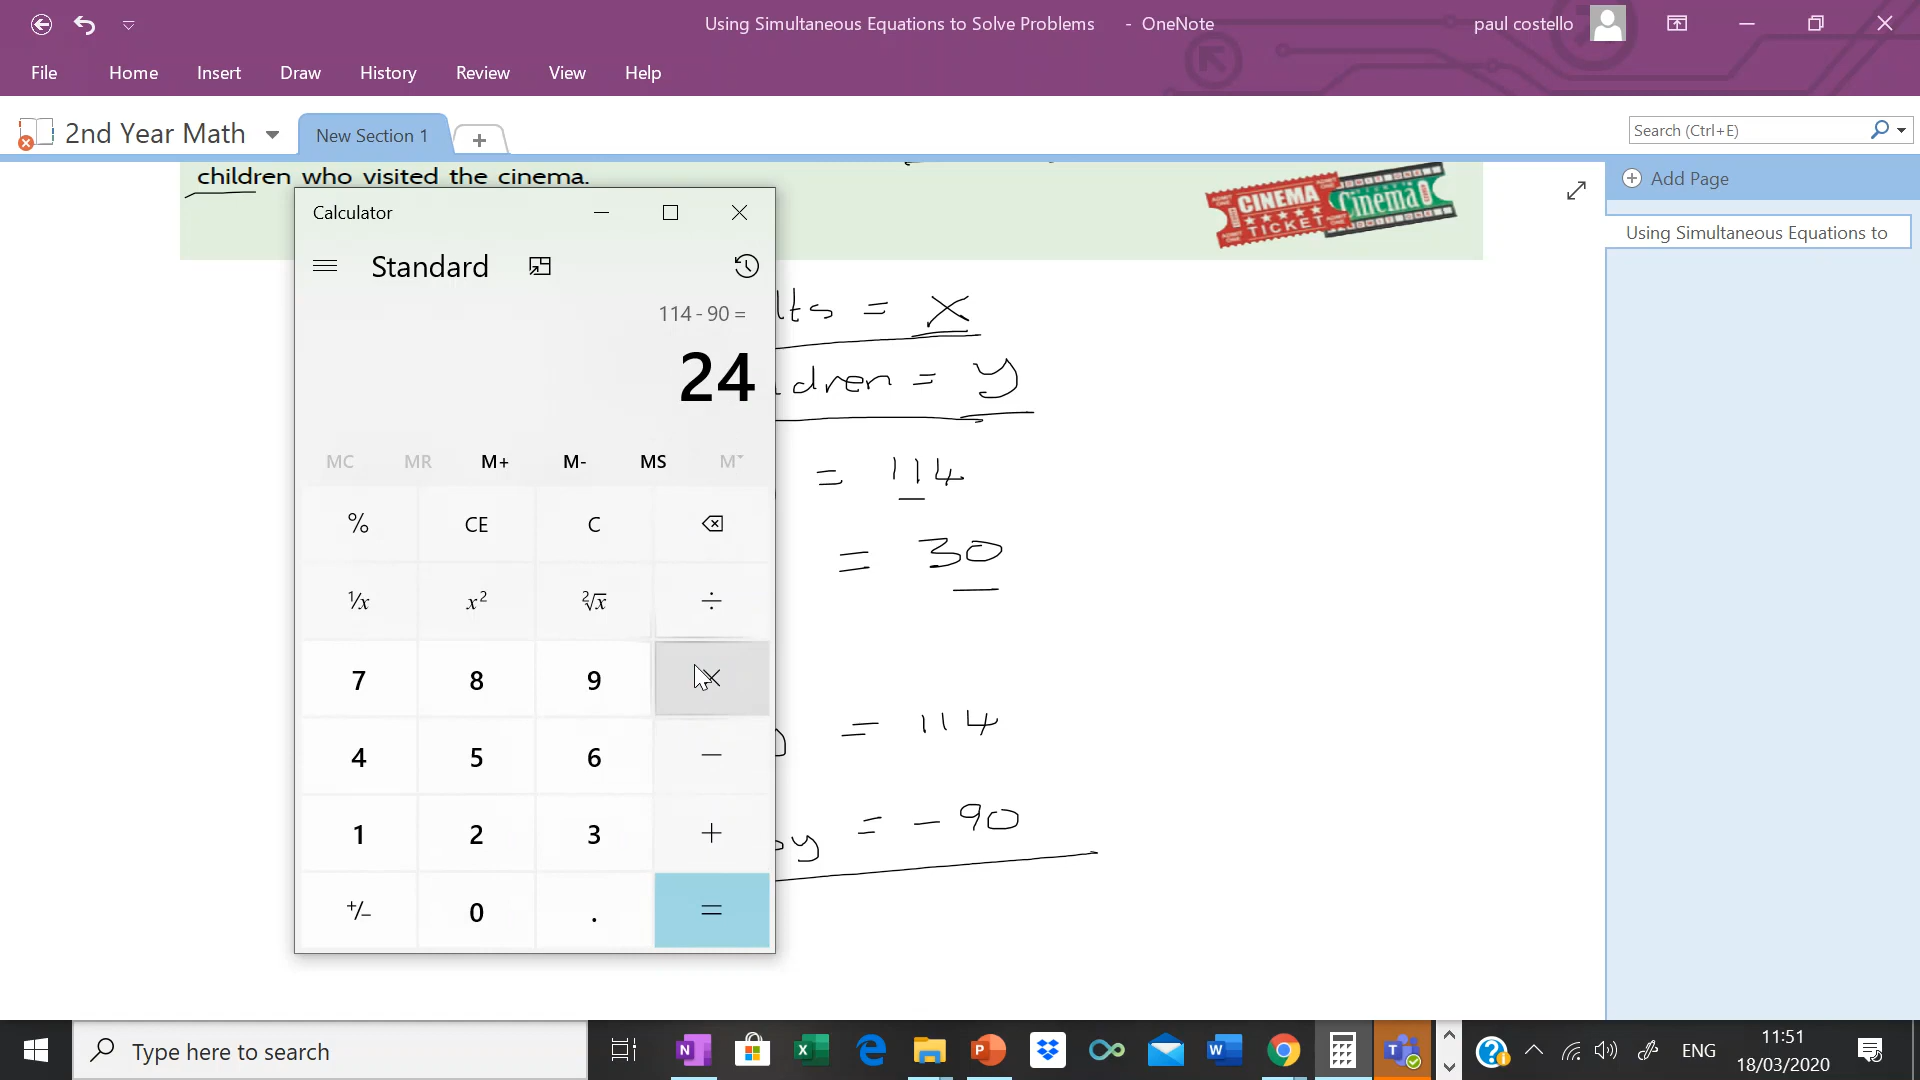 Using Simultaneous Equations to Solve Problems - OneNote
paul costello
File Home Insert Draw History Review View Help
2nd Year Math
New Section 1
Search (Ctrl+E)
children who visited the cinema.
CINEMA
TICKET
Cinema
Add Page
Using Simultaneous Equations to
Calculator
Standard
114 - 90 =
24
MC MR M+ M- MS M˅
% CE C
1/x x² ²√x ÷
7 8 9 ×
4 5 6 −
1 2 3 +
+/− 0 . =
lts = x
dren = y
= 114
= 30
= 114
y = - 90
Type here to search
ENG
11:51
18/03/2020